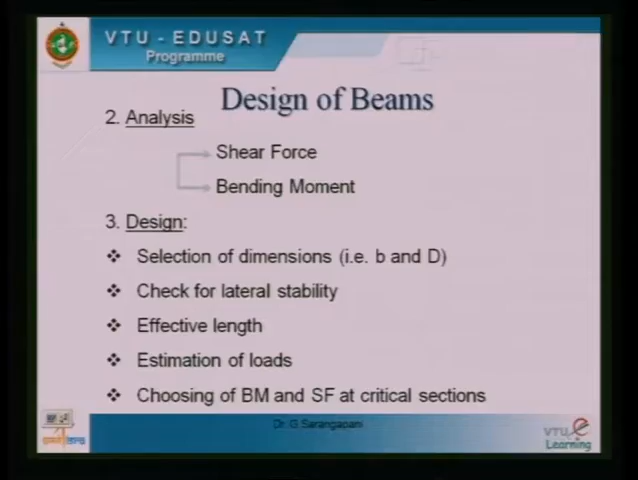 VTU - EDUSAT
Programme
Design of Beams
2. Analysis
Shear Force
Bending Moment
3. Design:
❖ Selection of dimensions (i.e. b and D)
❖ Check for lateral stability
❖ Effective length
❖ Estimation of loads
❖ Choosing of BM and SF at critical sections
Dr. G.Sarangapani
VTU e
Learning